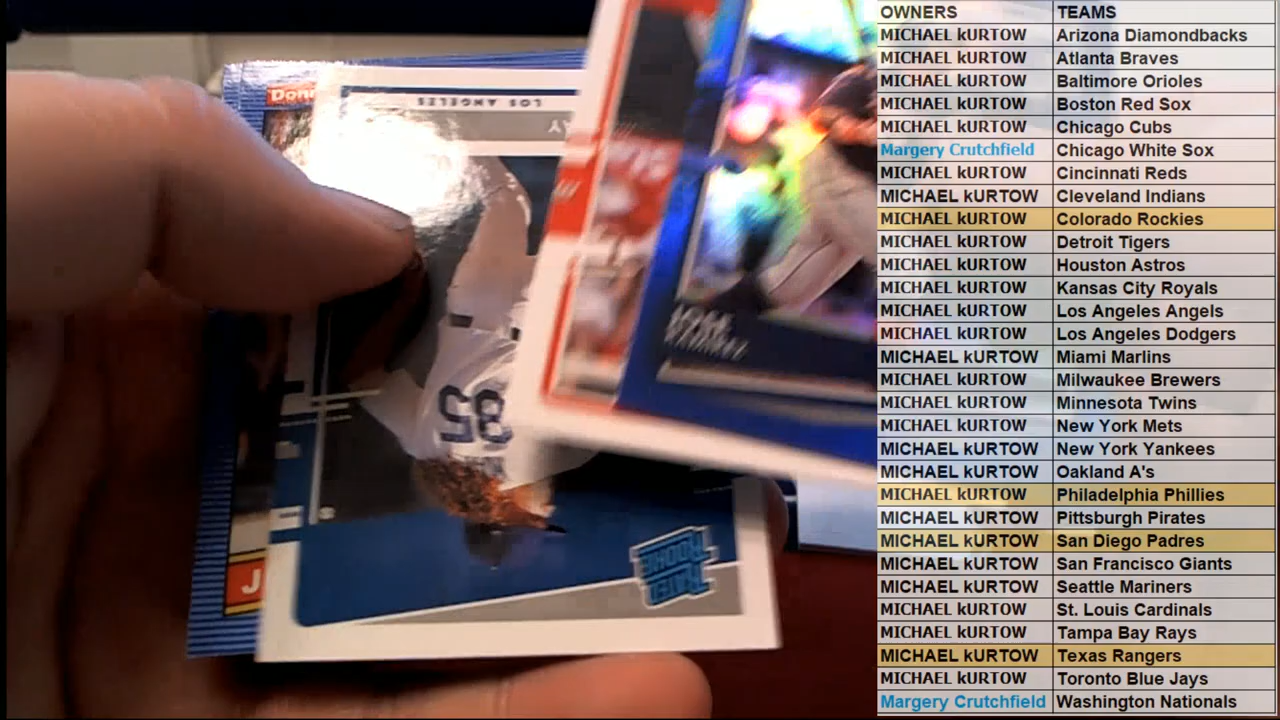 OWNERS TEAMS
MICHAEL kURTOW Arizona Diamondbacks
MICHAEL kURTOW Atlanta Braves
MICHAEL kURTOW Baltimore Orioles
MICHAEL kURTOW Boston Red Sox
MICHAEL kURTOW Chicago Cubs
Margery Crutchfield Chicago White Sox
MICHAEL kURTOW Cincinnati Reds
MICHAEL kURTOW Cleveland Indians
MICHAEL kURTOW Colorado Rockies
MICHAEL kURTOW Detroit Tigers
MICHAEL kURTOW Houston Astros
MICHAEL kURTOW Kansas City Royals
MICHAEL kURTOW Los Angeles Angels
MICHAEL kURTOW Los Angeles Dodgers
MICHAEL kURTOW Miami Marlins
MICHAEL kURTOW Milwaukee Brewers
MICHAEL kURTOW Minnesota Twins
MICHAEL kURTOW New York Mets
MICHAEL kURTOW New York Yankees
MICHAEL kURTOW Oakland A's
MICHAEL kURTOW Philadelphia Phillies
MICHAEL kURTOW Pittsburgh Pirates
MICHAEL kURTOW San Diego Padres
MICHAEL kURTOW San Francisco Giants
MICHAEL kURTOW Seattle Mariners
MICHAEL kURTOW St. Louis Cardinals
MICHAEL kURTOW Tampa Bay Rays
MICHAEL kURTOW Texas Rangers
MICHAEL kURTOW Toronto Blue Jays
Margery Crutchfield Washington Nationals
LOS ANGELES
85
RATED
ROOKIE
J